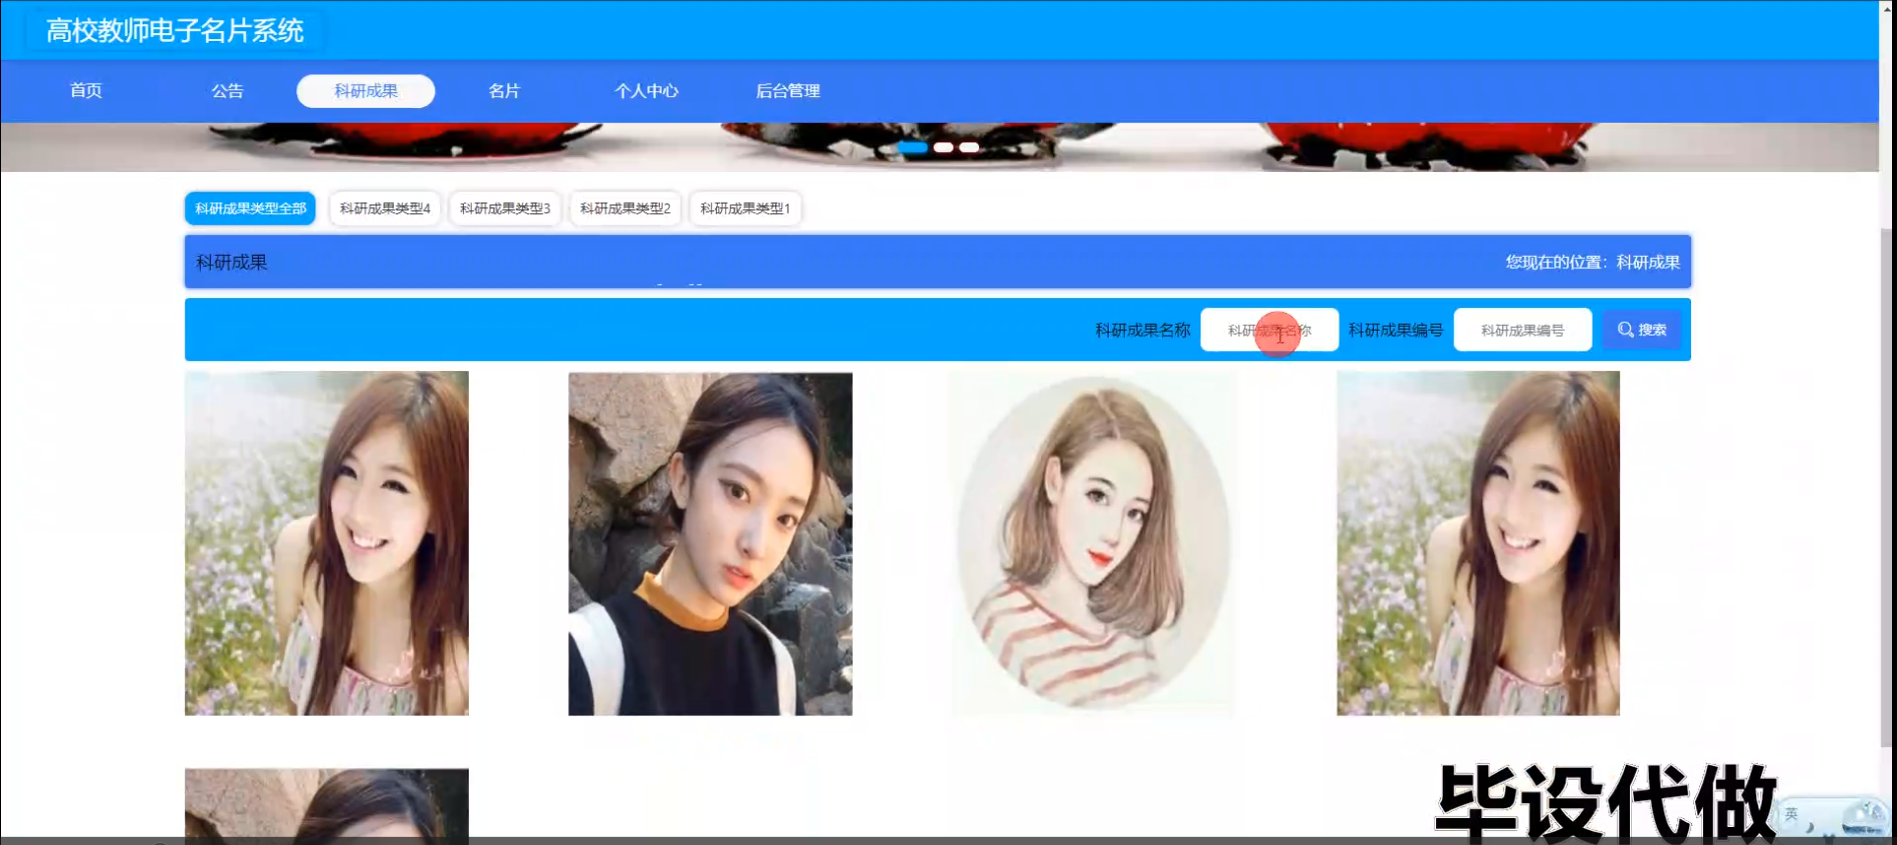 高校教师电子名片系统
首页 公告 科研成果 名片 个人中心 后台管理
科研成果类型全部 科研成果类型4 科研成果类型3 科研成果类型2 科研成果类型1
科研成果 您现在的位置：科研成果
科研成果名称 科研成果名称 科研成果编号 科研成果编号 搜索
毕设代做
英